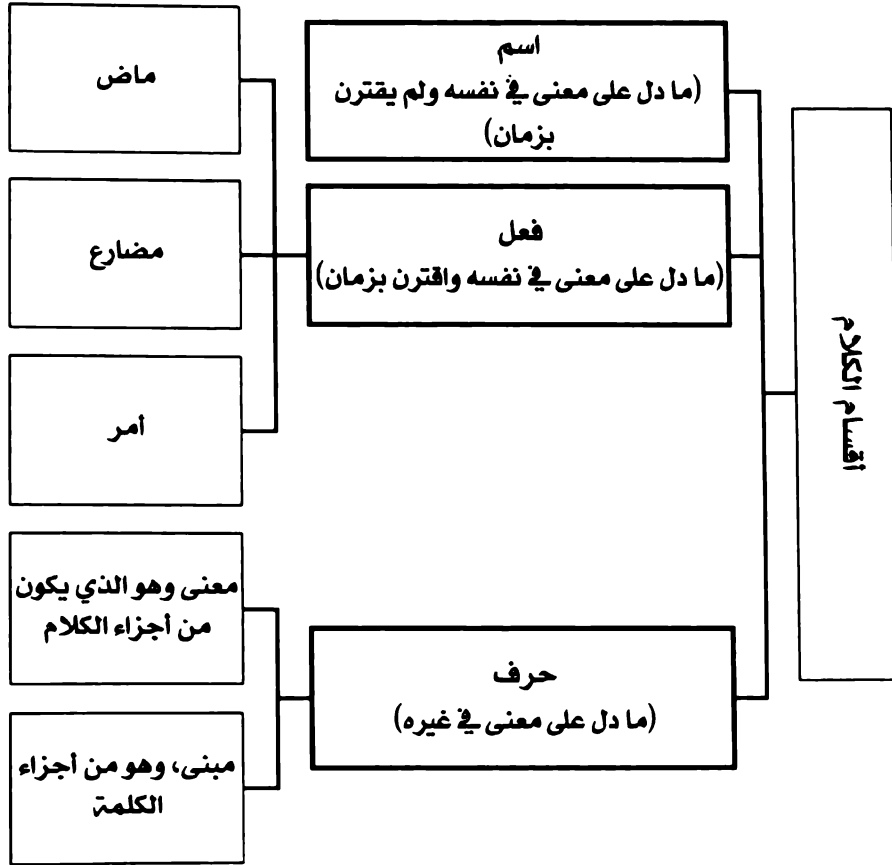 أقسام الكلام
اسم
(ما دل على معنى في نفسه ولم يقترن
بزمان)
فعل
(ما دل على معنى في نفسه واقترن بزمان)
ماض
مضارع
أمر
حرف
(ما دل على معنى في غيره)
معنى وهو الذي يكون
من أجزاء الكلام
مبنى، وهو من أجزاء
الكلمة